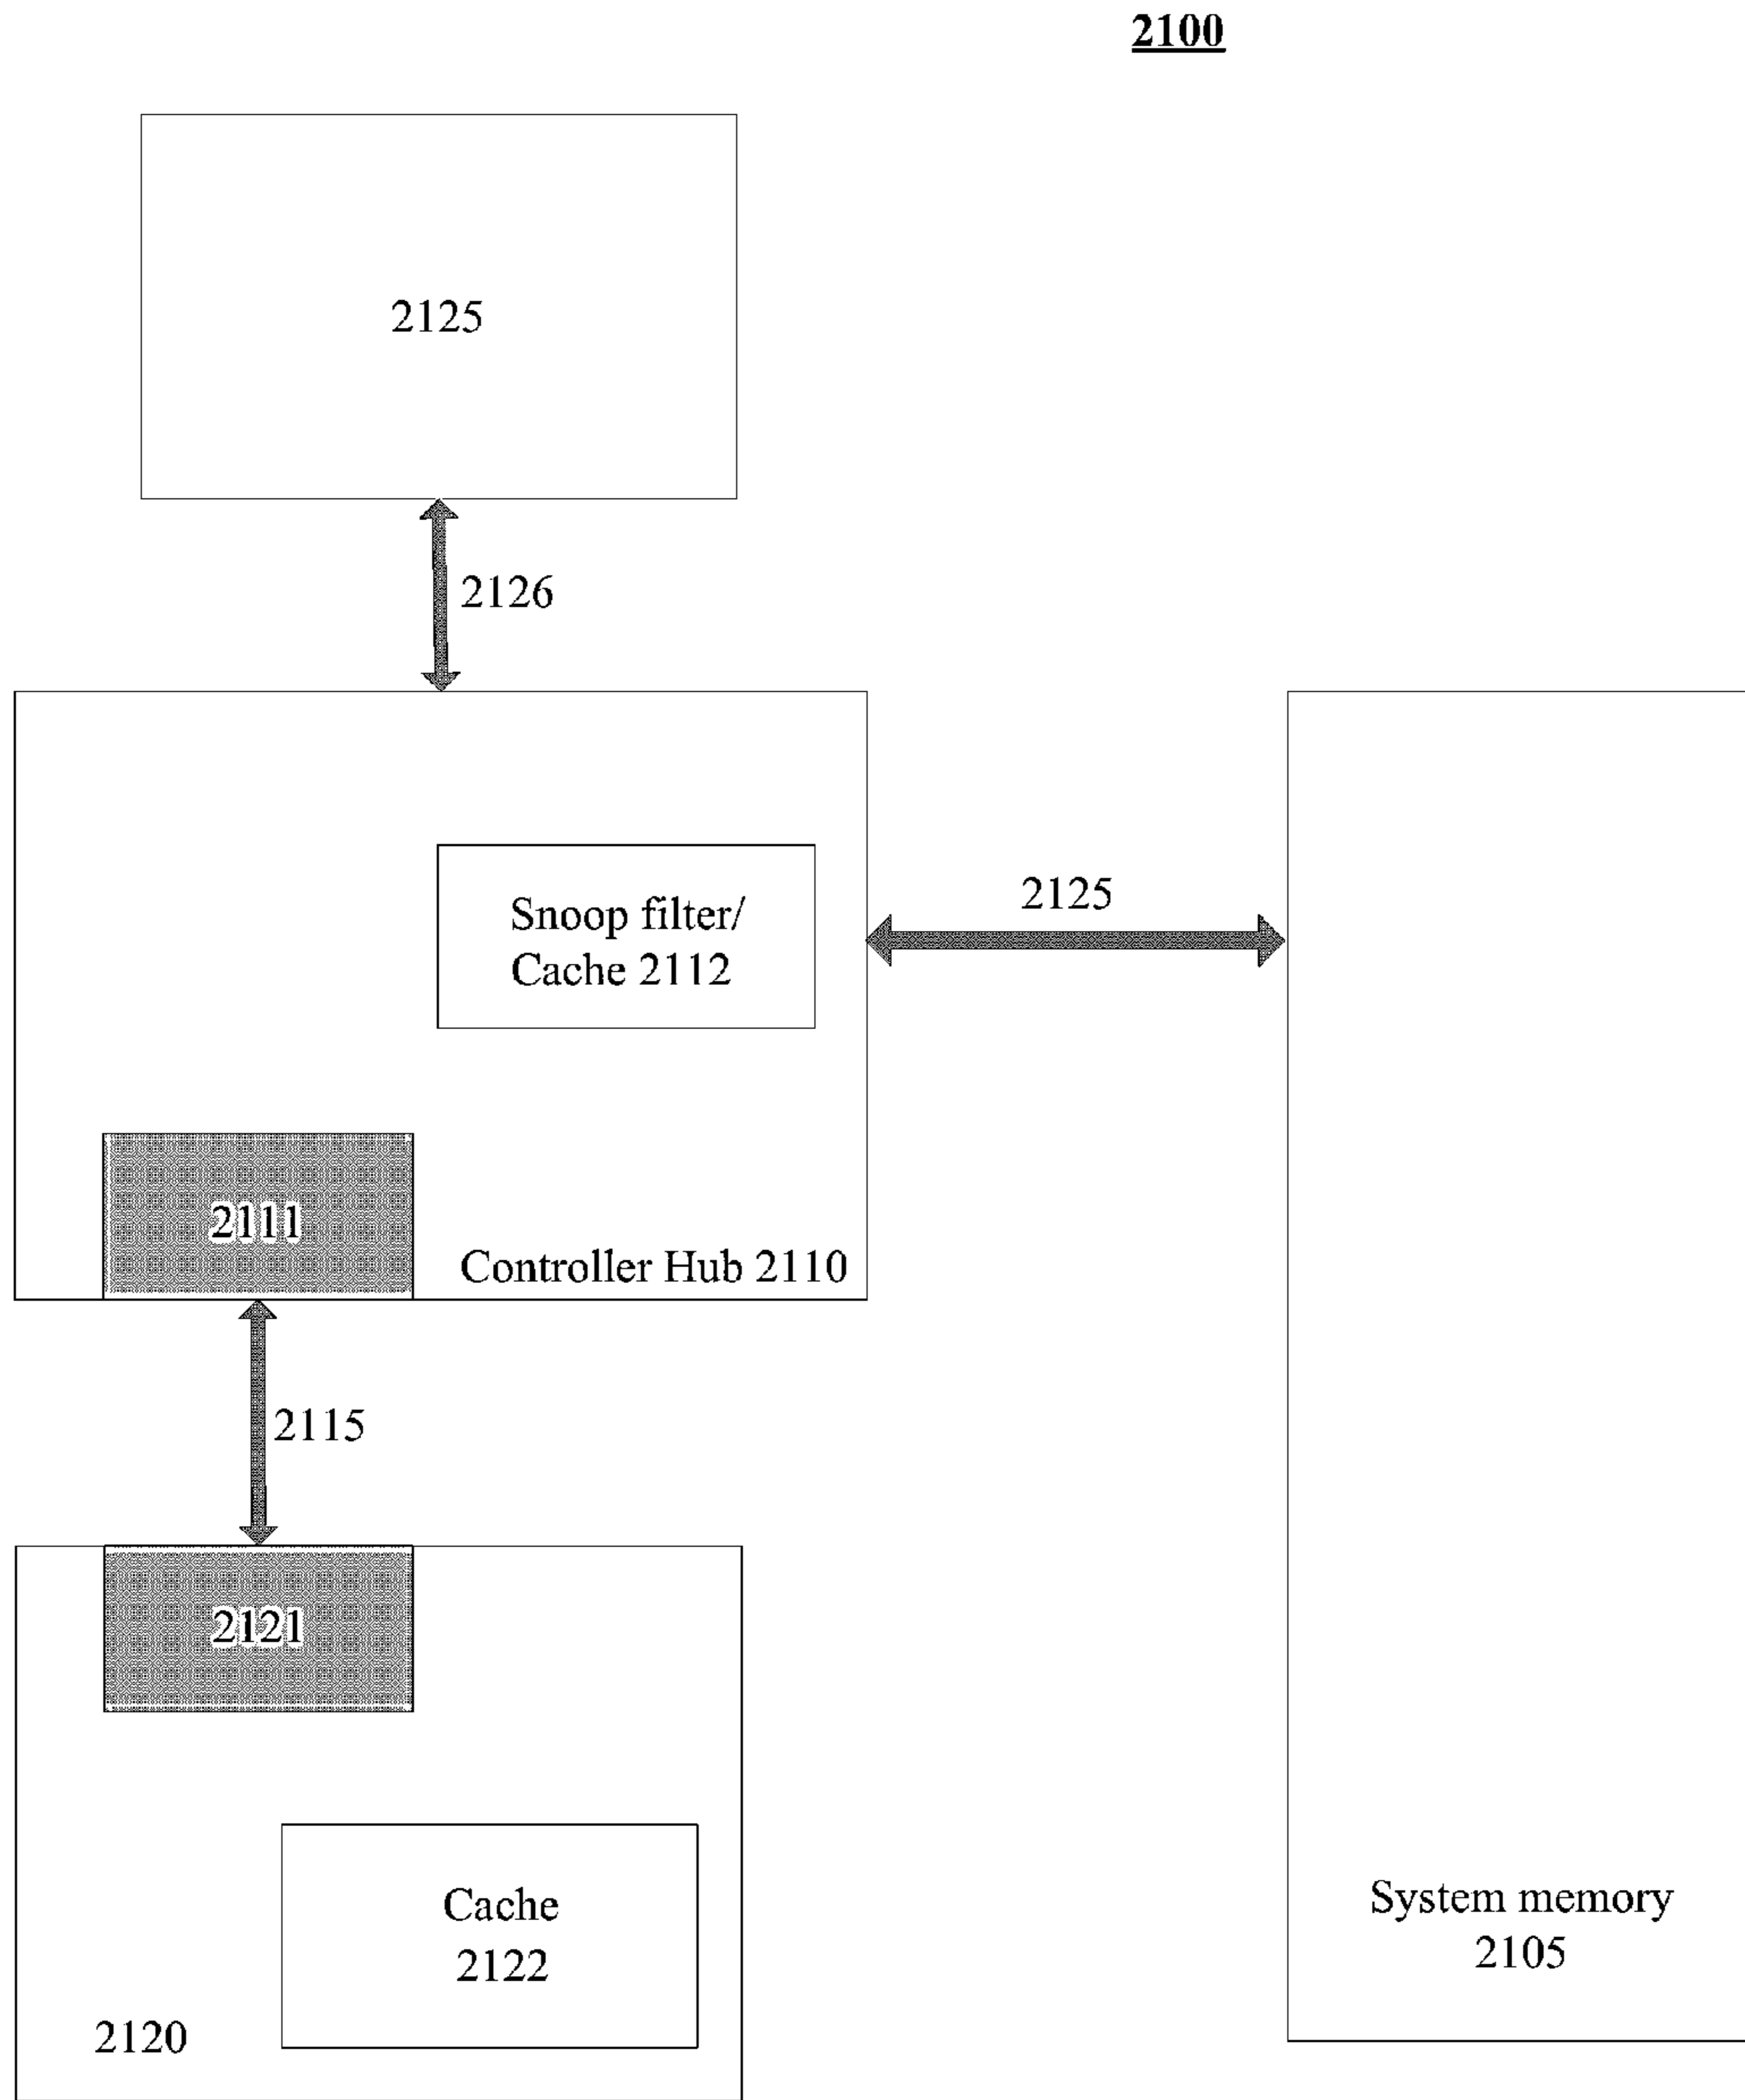 2100
2125
2126
Snoop filter/
Cache 2112
2125
2111
Controller Hub 2110
2115
2121
Cache
2122
2120
System memory
2105